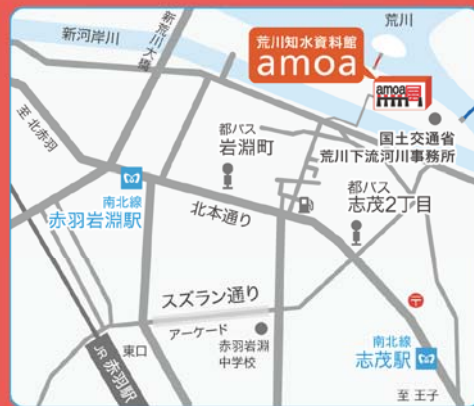 荒川
新河岸川
新荒川大橋
荒川知水資料館
amoa
amoa
至 北赤羽
国土交通省
荒川下流河川事務所
都バス
岩淵町
南北線
赤羽岩淵駅
北本通り
都バス
志茂2丁目
スズラン通り
アーケード
赤羽岩淵
中学校
東口
JR 赤羽駅
〒
南北線
志茂駅
至 王子